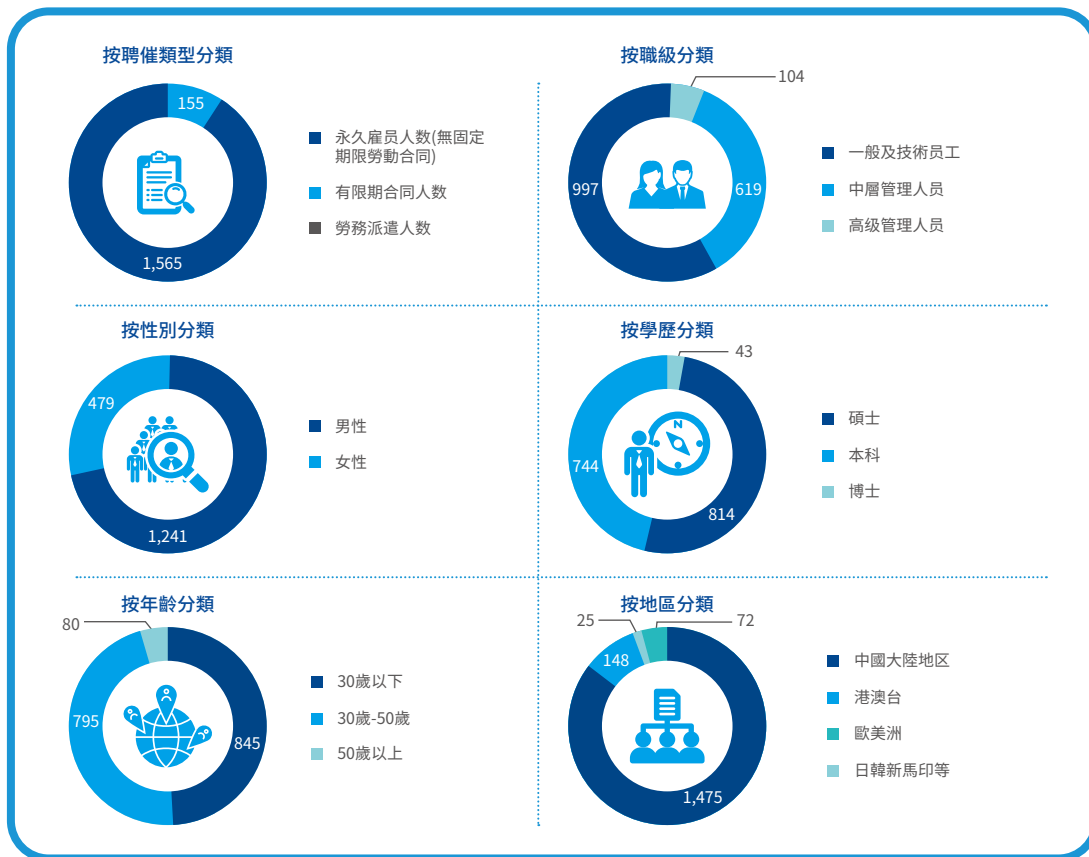 按聘催類型分類
155
1,565
永久雇员人数(無固定
期限勞動合同)
有限期合同人数
勞務派遣人数
按職級分類
104
997
619
一般及技術员工
中層管理人员
高级管理人员
按性別分類
479
1,241
男性
女性
按學歷分類
43
N
744
814
碩士
本科
博士
按年齡分類
80
795
845
30歲以下
30歲-50歲
50歲以上
按地區分類
25
72
148
1,475
中國大陸地区
港澳台
歐美洲
日韓新馬印等